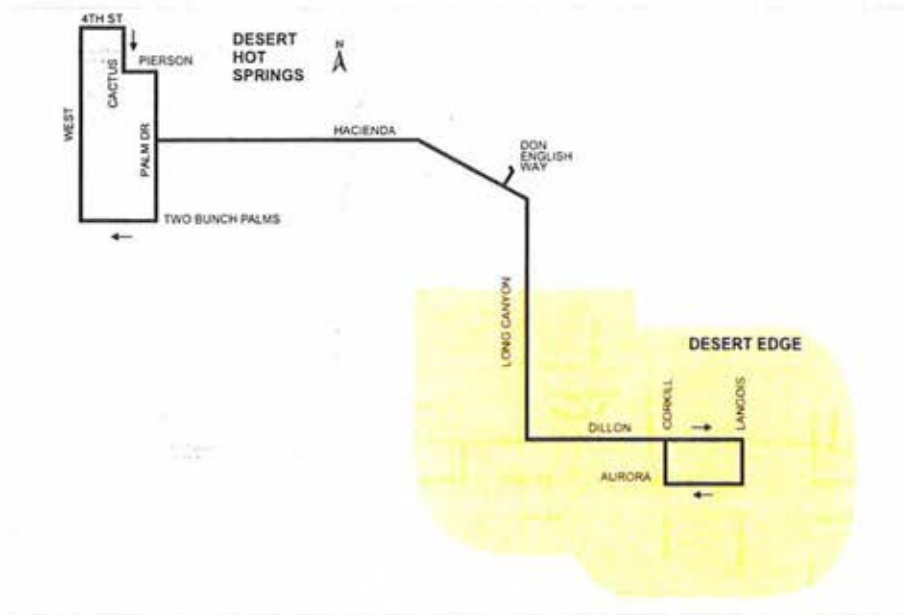 4TH ST
DESERT
HOT
SPRINGS
N
PIERSON
CACTUS
WEST
PALM DR
HACIENDA
DON
ENGLISH
WAY
TWO BUNCH PALMS
LONG CANYON
DESERT EDGE
CORKILL
LANGOIS
DILLON
AURORA